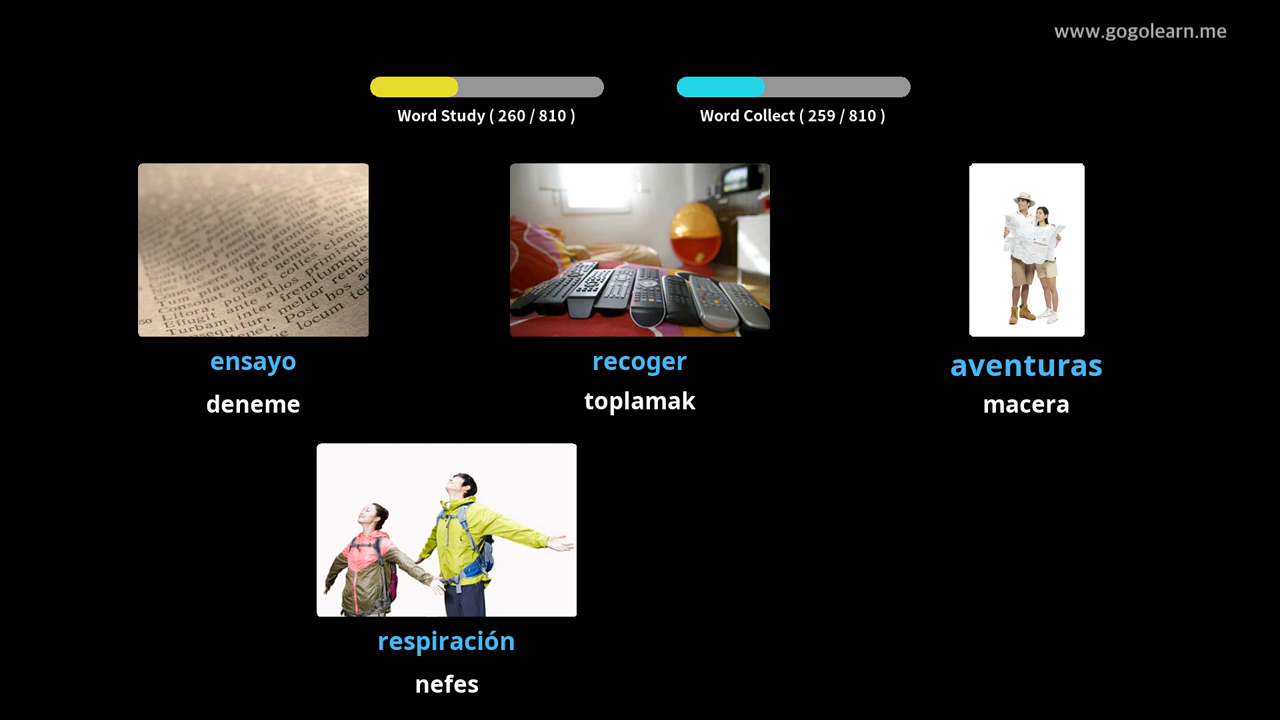 www.gogolearn.me
Word Study ( 260 / 810 )
Word Collect ( 259 / 810 )
ensayo
deneme
recoger
toplamak
aventuras
macera
respiración
nefes